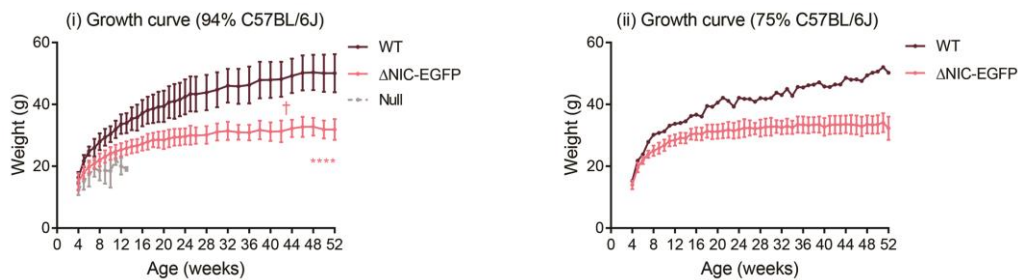 (i) Growth curve (94% C57BL/6J)
60
40
20
0
Weight (g)
0 4 8 12 16 20 24 28 32 36 40 44 48 52
Age (weeks)
WT
ΔNIC-EGFP
Null
†
****
(ii) Growth curve (75% C57BL/6J)
60
40
20
0
Weight (g)
0 4 8 12 16 20 24 28 32 36 40 44 48 52
Age (weeks)
WT
ΔNIC-EGFP